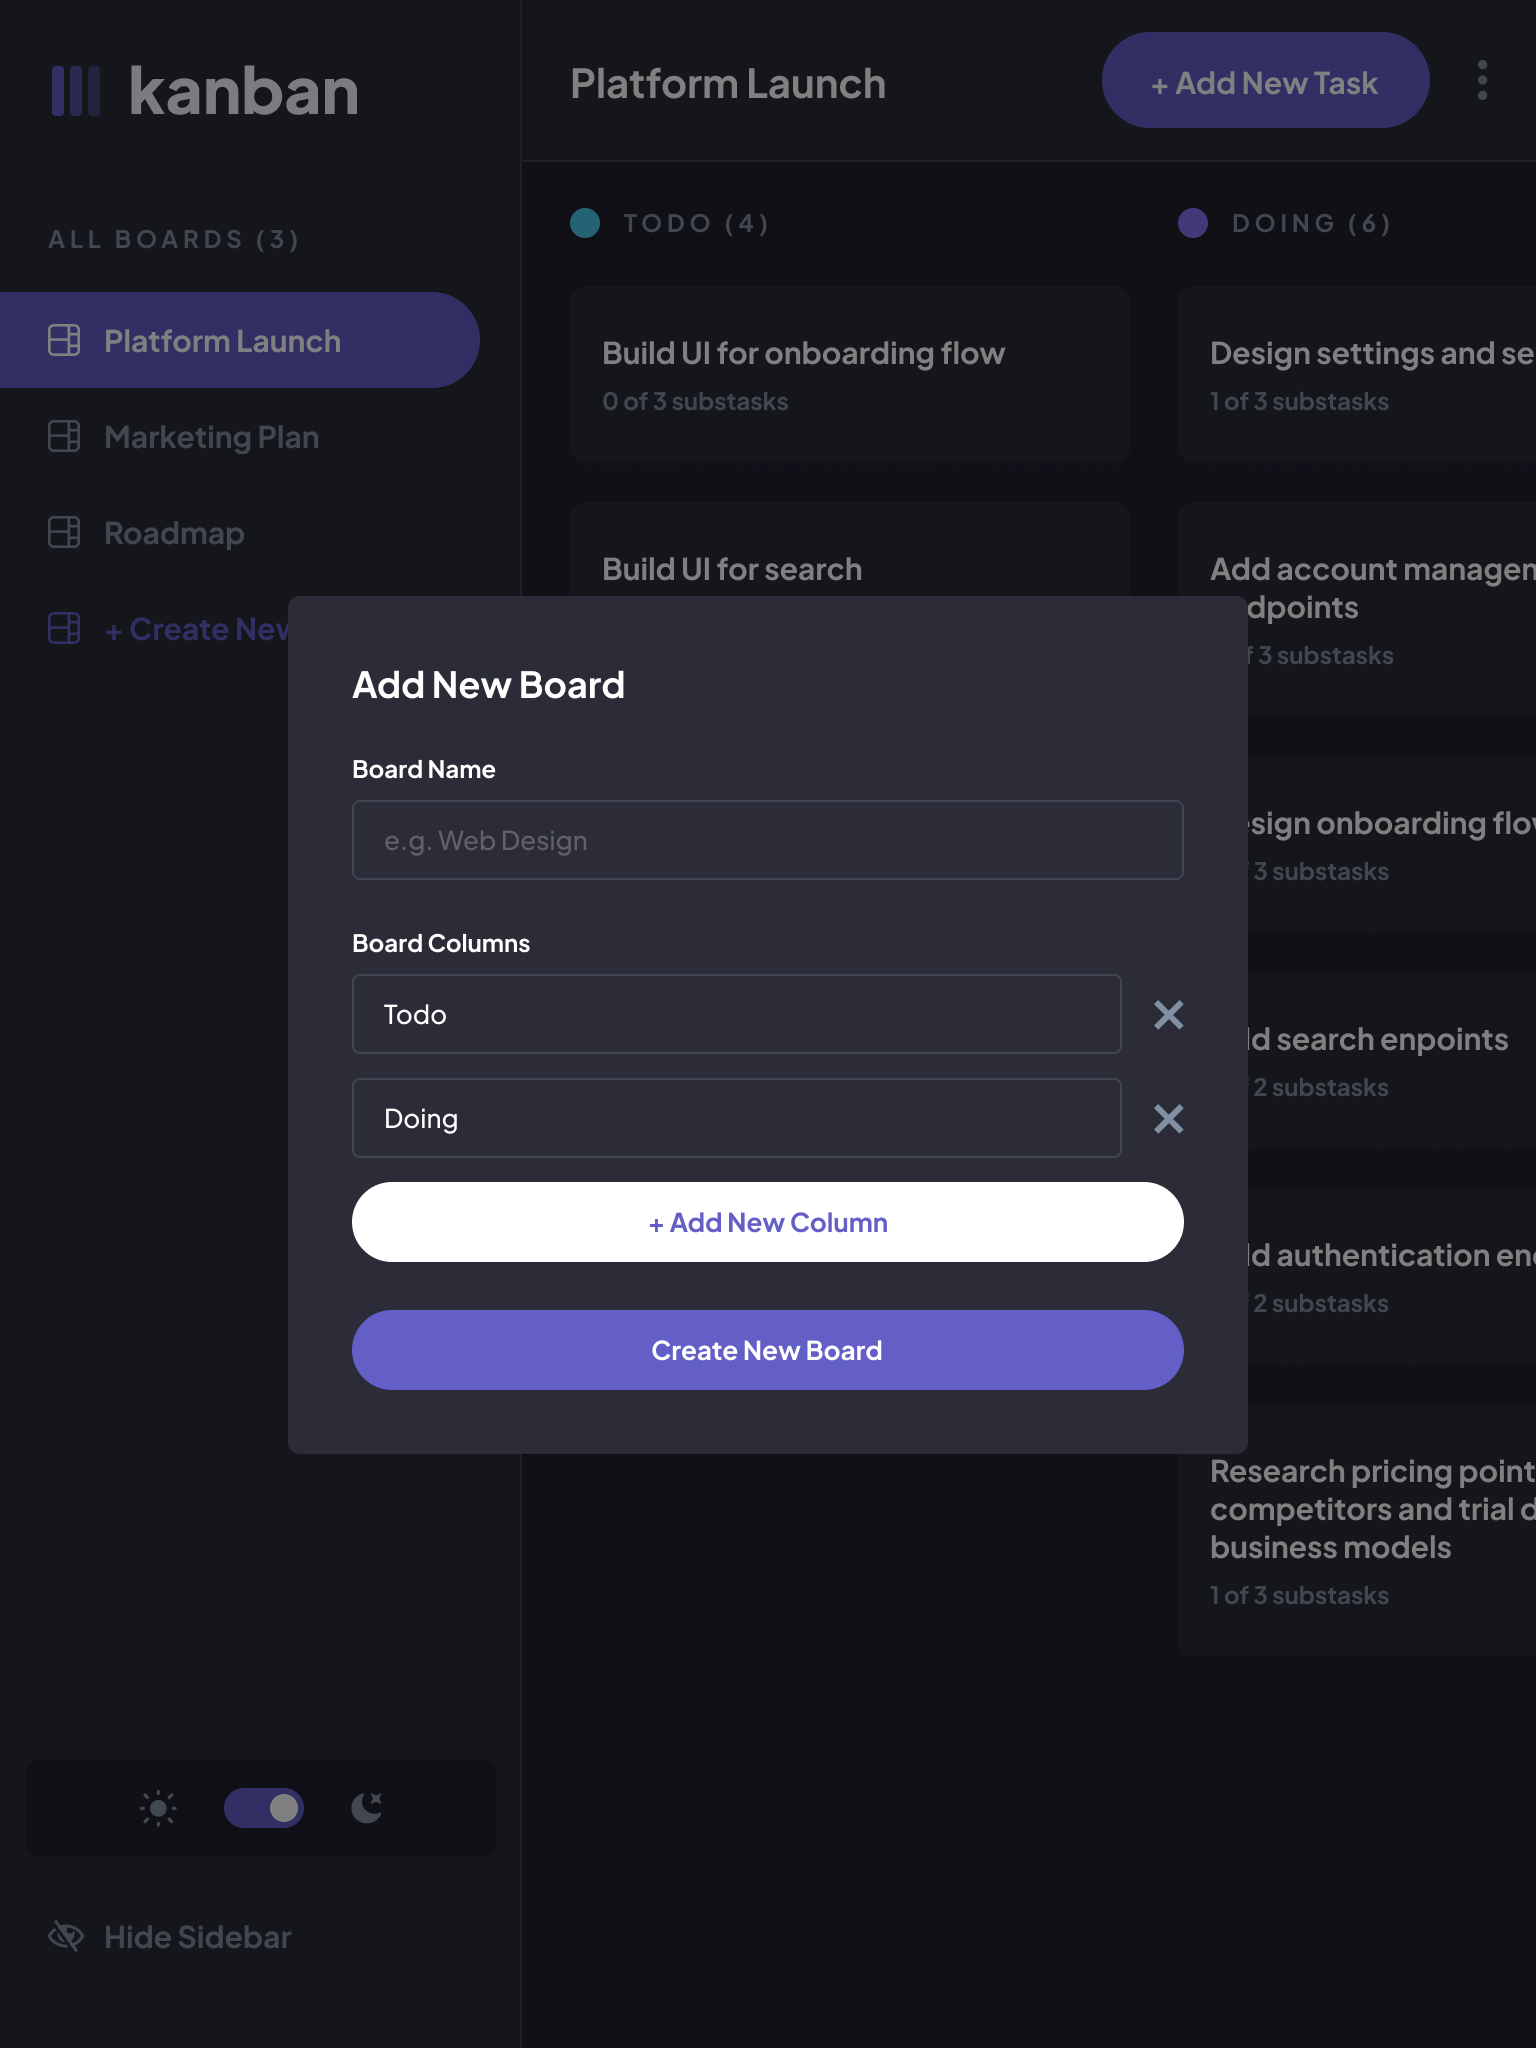 kanban
Platform Launch
+ Add New Task
ALL BOARDS (3)
Platform Launch
Marketing Plan
Roadmap
+ Create New
TODO (4)
Build UI for onboarding flow
0 of 3 substasks
Build UI for search
DOING (6)
Design settings and se
1 of 3 substasks
Add account managem
dpoints
f 3 substasks
sign onboarding flow
3 substasks
d search enpoints
2 substasks
d authentication en
2 substasks
Research pricing point
competitors and trial d
business models
1 of 3 substasks
Add New Board
Board Name
e.g. Web Design
Board Columns
Todo
Doing
+ Add New Column
Create New Board
Hide Sidebar